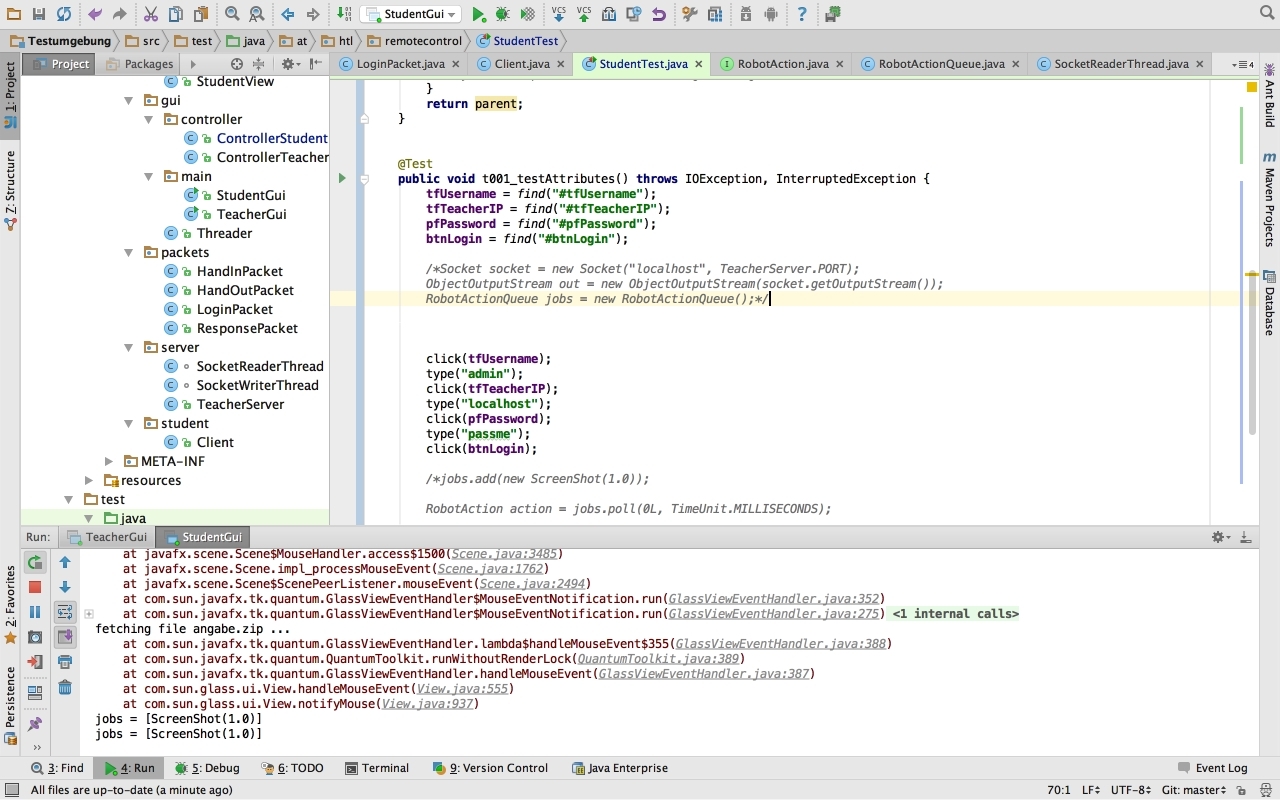 StudentGui
VCS VCS
Testumgebung src test java at htl remotecontrol StudentTest
Project Packages
LoginPacket.java Client.java StudentTest.java RobotAction.java RobotActionQueue.java SocketReaderThread.java
1: Project
Z: Structure
2: Favorites
Persistence
StudentView
gui
controller
ControllerStudent
ControllerTeacher
main
StudentGui
TeacherGui
Threader
packets
HandInPacket
HandOutPacket
LoginPacket
ResponsePacket
server
SocketReaderThread
SocketWriterThread
TeacherServer
student
Client
META-INF
resources
test
java
}
return parent;
}
@Test
public void t001_testAttributes() throws IOException, InterruptedException {
tfUsername = find("#tfUsername");
tfTeacherIP = find("#tfTeacherIP");
pfPassword = find("#pfPassword");
btnLogin = find("#btnLogin");
/*Socket socket = new Socket("localhost", TeacherServer.PORT);
ObjectOutputStream out = new ObjectOutputStream(socket.getOutputStream());
RobotActionQueue jobs = new RobotActionQueue();*/
click(tfUsername);
type("admin");
click(tfTeacherIP);
type("localhost");
click(pfPassword);
type("passme");
click(btnLogin);
/*jobs.add(new ScreenShot(1.0));
RobotAction action = jobs.poll(0L, TimeUnit.MILLISECONDS);
Ant Build
Maven Projects
Database
Run: TeacherGui StudentGui
at javafx.scene.Scene$MouseHandler.access$1500(Scene.java:3485)
at javafx.scene.Scene.impl_processMouseEvent(Scene.java:1762)
at javafx.scene.Scene$ScenePeerListener.mouseEvent(Scene.java:2494)
at com.sun.javafx.tk.quantum.GlassViewEventHandler$MouseEventNotification.run(GlassViewEventHandler.java:352)
at com.sun.javafx.tk.quantum.GlassViewEventHandler$MouseEventNotification.run(GlassViewEventHandler.java:275) <1 internal calls>
fetching file angabe.zip ...
at com.sun.javafx.tk.quantum.GlassViewEventHandler.lambda$handleMouseEvent$355(GlassViewEventHandler.java:388)
at com.sun.javafx.tk.quantum.QuantumToolkit.runWithoutRenderLock(QuantumToolkit.java:389)
at com.sun.javafx.tk.quantum.GlassViewEventHandler.handleMouseEvent(GlassViewEventHandler.java:387)
at com.sun.glass.ui.View.handleMouseEvent(View.java:555)
at com.sun.glass.ui.View.notifyMouse(View.java:937)
jobs = [ScreenShot(1.0)]
jobs = [ScreenShot(1.0)]
3: Find 4: Run 5: Debug 6: TODO Terminal 9: Version Control Java Enterprise Event Log
All files are up-to-date (a minute ago) 70:1 LF UTF-8 Git: master